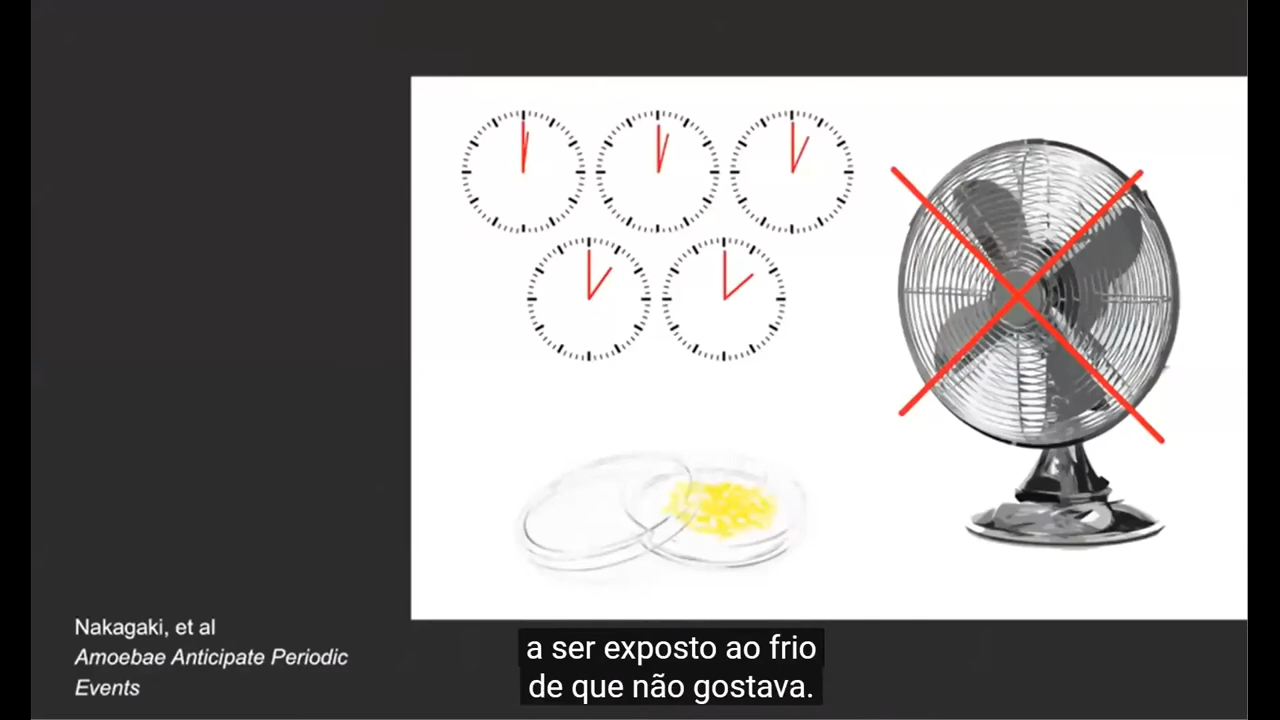 Nakagaki, et al
Amoebae Anticipate Periodic
Events
a ser exposto ao frio
de que não gostava.